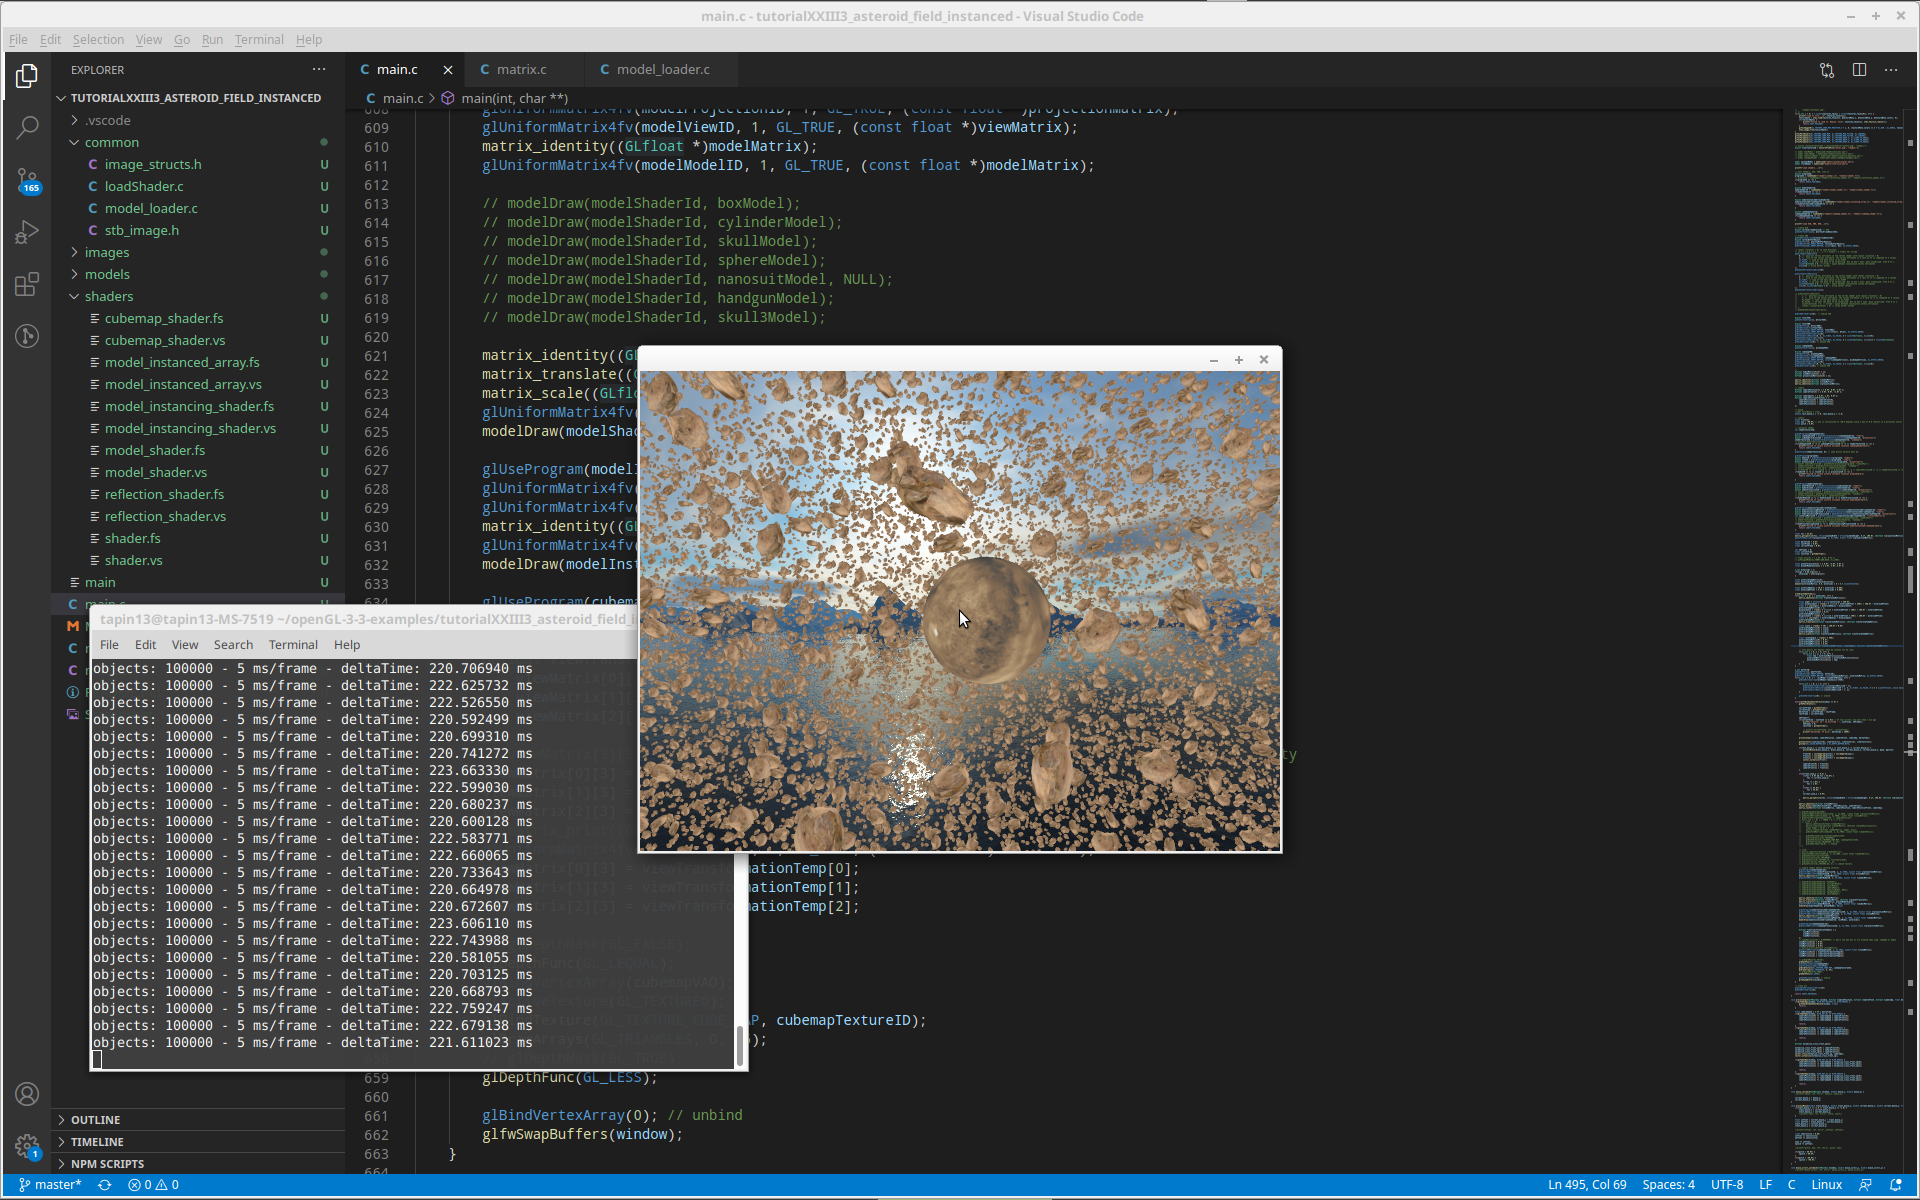 main.c - tutorialXXIII3_asteroid_field_instanced - Visual Studio Code
File Edit Selection View Go Run Terminal Help
EXPLORER
TUTORIALXXIII3_ASTEROID_FIELD_INSTANCED
.vscode
common
image_structs.h U
loadShader.c U
model_loader.c U
stb_image.h U
images
models
shaders
cubemap_shader.fs U
cubemap_shader.vs U
model_instanced_array.fs U
model_instanced_array.vs U
model_instancing_shader.fs U
model_instancing_shader.vs U
model_shader.fs U
model_shader.vs U
reflection_shader.fs U
reflection_shader.vs U
shader.fs U
shader.vs U
main U
165
1
OUTLINE
TIMELINE
NPM SCRIPTS
main.c matrix.c model_loader.c
main.c > main(int, char **)
608 glUniformMatrix4fv(modelProjectionID, 1, GL_TRUE, (const float *)projectionMatrix);
609 glUniformMatrix4fv(modelViewID, 1, GL_TRUE, (const float *)viewMatrix);
610 matrix_identity((GLfloat *)modelMatrix);
611 glUniformMatrix4fv(modelModelID, 1, GL_TRUE, (const float *)modelMatrix);
612
613 // modelDraw(modelShaderId, boxModel);
614 // modelDraw(modelShaderId, cylinderModel);
615 // modelDraw(modelShaderId, skullModel);
616 // modelDraw(modelShaderId, sphereModel);
617 // modelDraw(modelShaderId, nanosuitModel, NULL);
618 // modelDraw(modelShaderId, handgunModel);
619 // modelDraw(modelShaderId, skull3Model);
620
621 matrix_identity((GL
622 matrix_translate((
623 matrix_scale((GLfl
624 glUniformMatrix4fv(
625 modelDraw(modelSha
626
627 glUseProgram(model
628 glUniformMatrix4fv(
629 glUniformMatrix4fv(
630 matrix_identity((GL
631 glUniformMatrix4fv(
632 modelDraw(modelIns
633
634 glUseProgram(cubem
tapin13@tapin13-MS-7519 ~/openGL-3-3-examples/tutorialXXIII3_asteroid_field_i
File Edit View Search Terminal Help
objects: 100000 - 5 ms/frame - deltaTime: 220.706940 ms
objects: 100000 - 5 ms/frame - deltaTime: 222.625732 ms
objects: 100000 - 5 ms/frame - deltaTime: 222.526550 ms
objects: 100000 - 5 ms/frame - deltaTime: 220.592499 ms
objects: 100000 - 5 ms/frame - deltaTime: 220.699310 ms
objects: 100000 - 5 ms/frame - deltaTime: 220.741272 ms
objects: 100000 - 5 ms/frame - deltaTime: 223.663330 ms
objects: 100000 - 5 ms/frame - deltaTime: 222.599030 ms
objects: 100000 - 5 ms/frame - deltaTime: 220.680237 ms
objects: 100000 - 5 ms/frame - deltaTime: 220.600128 ms
objects: 100000 - 5 ms/frame - deltaTime: 222.583771 ms
objects: 100000 - 5 ms/frame - deltaTime: 222.660065 ms
objects: 100000 - 5 ms/frame - deltaTime: 220.733643 ms
objects: 100000 - 5 ms/frame - deltaTime: 220.664978 ms
objects: 100000 - 5 ms/frame - deltaTime: 220.672607 ms
objects: 100000 - 5 ms/frame - deltaTime: 223.606110 ms
objects: 100000 - 5 ms/frame - deltaTime: 222.743988 ms
objects: 100000 - 5 ms/frame - deltaTime: 220.581055 ms
objects: 100000 - 5 ms/frame - deltaTime: 220.703125 ms
objects: 100000 - 5 ms/frame - deltaTime: 220.668793 ms
objects: 100000 - 5 ms/frame - deltaTime: 222.759247 ms
objects: 100000 - 5 ms/frame - deltaTime: 222.679138 ms
objects: 100000 - 5 ms/frame - deltaTime: 221.611023 ms
ty
ationTemp[0];
ationTemp[1];
ationTemp[2];
AP, cubemapTextureID);
);
659 glDepthFunc(GL_LESS);
660
661 glBindVertexArray(0); // unbind
662 glfwSwapBuffers(window);
663 }
664
master* 0 0 Ln 495, Col 69 Spaces: 4 UTF-8 LF C Linux